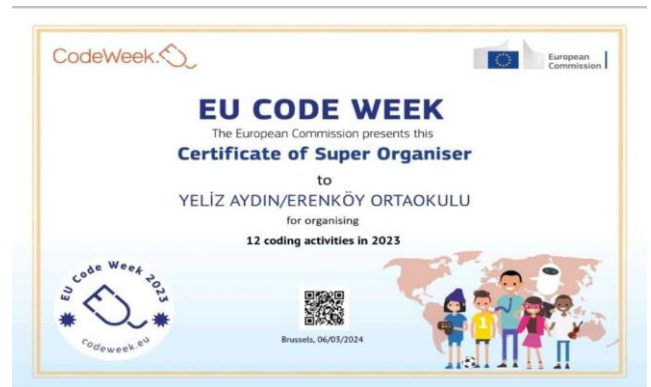 CodeWeek.
European
Commission
EU CODE WEEK
The European Commission presents this
Certificate of Super Organiser
to
YELİZ AYDIN/ERENKÖY ORTAOKULU
for organising
12 coding activities in 2023
EU Code Week 2023
codeweek.eu
Brussels, 06/03/2024
1